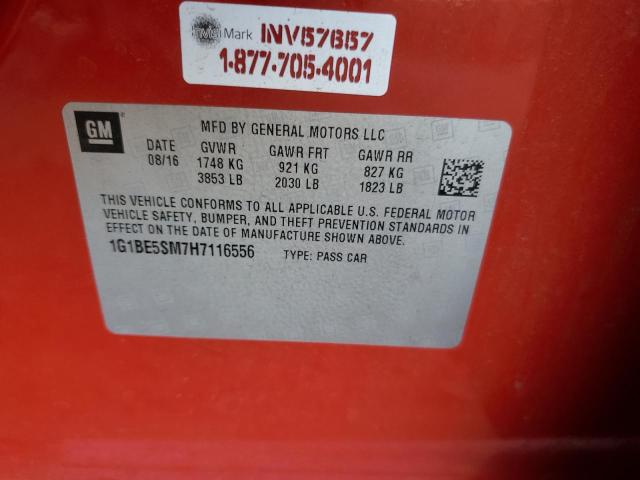 InvisiMark INV57857
1-877-705-4001
GM
MFD BY GENERAL MOTORS LLC
DATE GVWR GAWR FRT GAWR RR
08/16 1748 KG 921 KG 827 KG
3853 LB 2030 LB 1823 LB
THIS VEHICLE CONFORMS TO ALL APPLICABLE U.S. FEDERAL MOTOR
VEHICLE SAFETY, BUMPER, AND THEFT PREVENTION STANDARDS IN
EFFECT ON THE DATE OF MANUFACTURE SHOWN ABOVE.
1G1BE5SM7H7116556 TYPE: PASS CAR